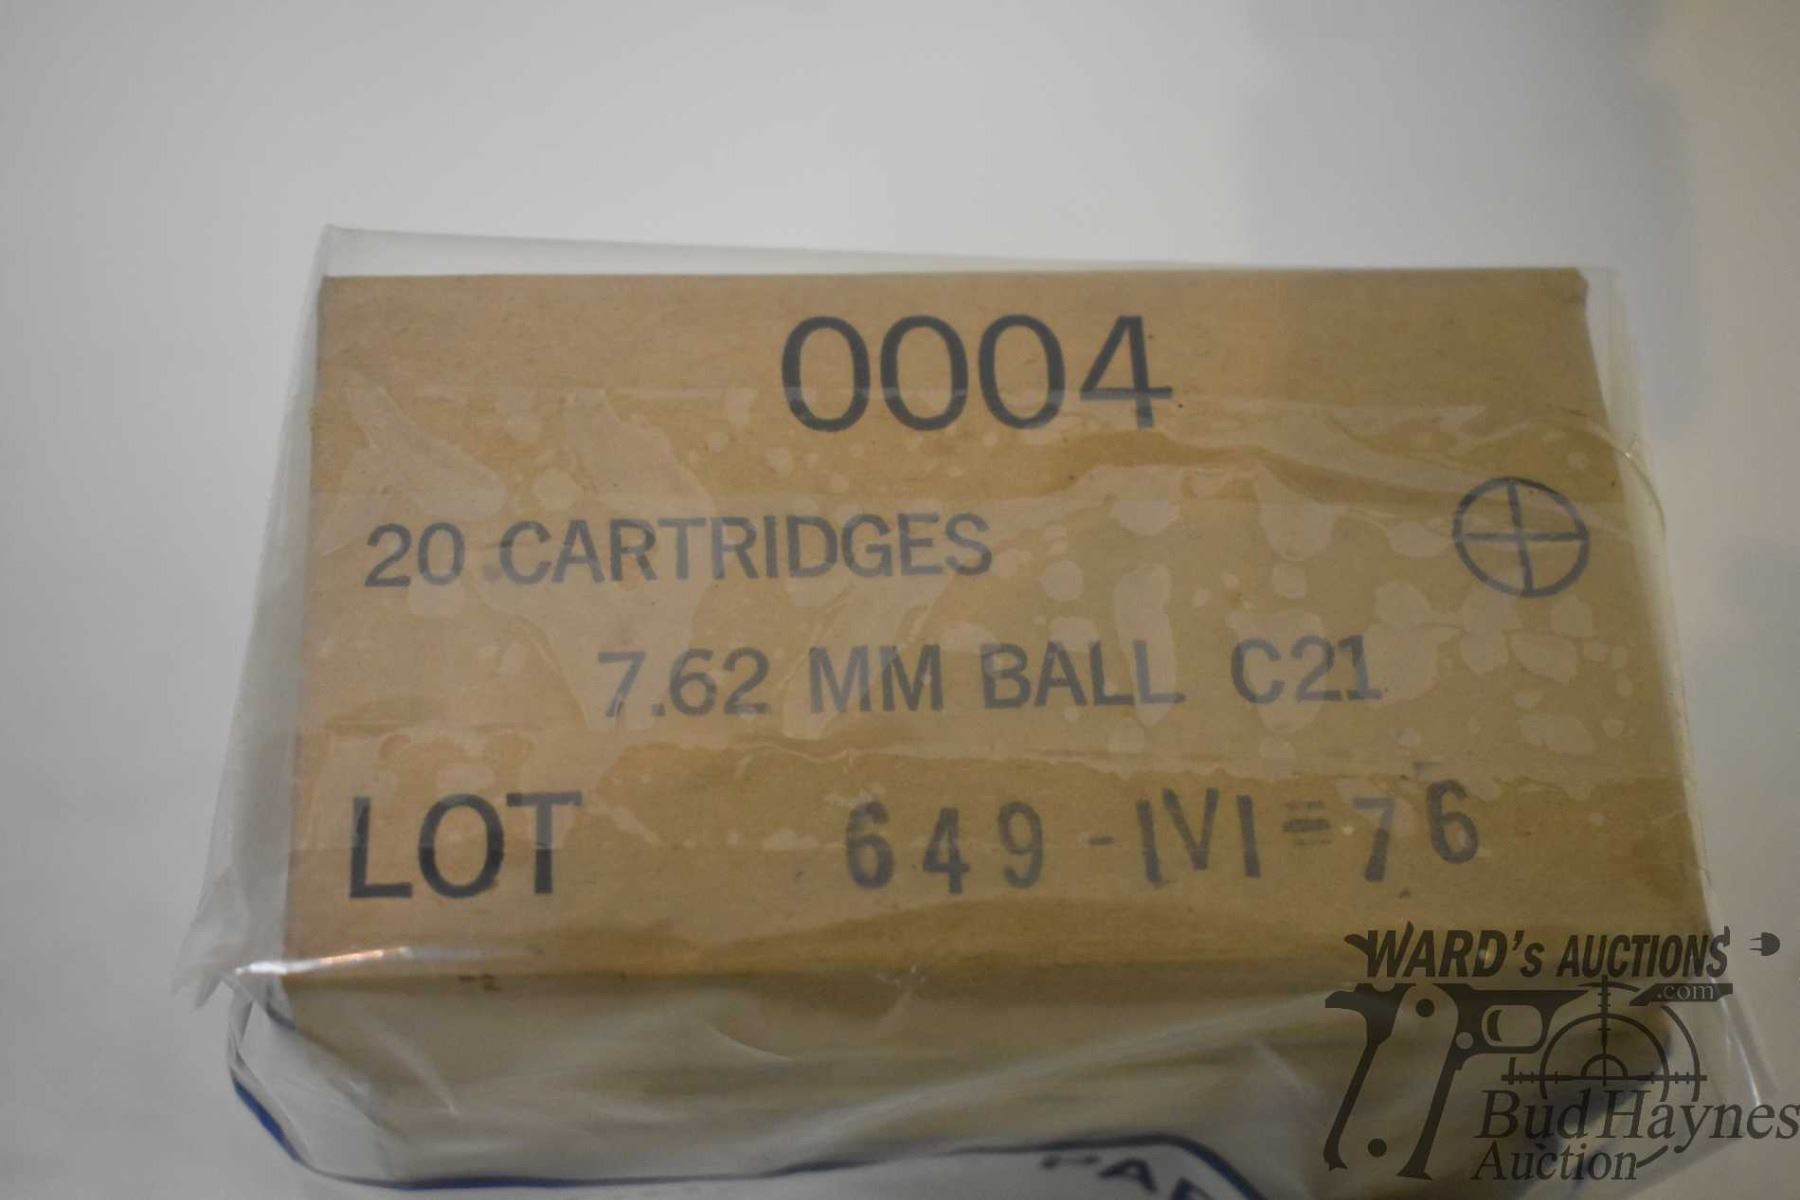 0004
20 CARTRIDGES
7.62 MM BALL C21
LOT 649-IVI=76
WARD'S AUCTIONS
.com
Bud Haynes
Auction